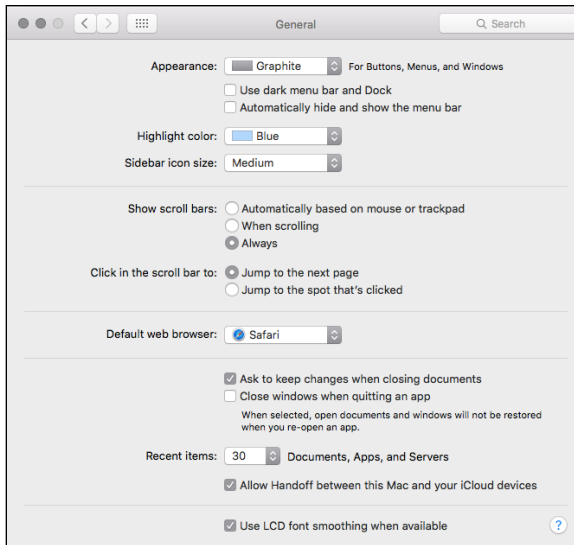 General
Search
Appearance: Graphite For Buttons, Menus, and Windows
Use dark menu bar and Dock
Automatically hide and show the menu bar
Highlight color: Blue
Sidebar icon size: Medium
Show scroll bars: Automatically based on mouse or trackpad
When scrolling
Always
Click in the scroll bar to: Jump to the next page
Jump to the spot that's clicked
Default web browser: Safari
Ask to keep changes when closing documents
Close windows when quitting an app
When selected, open documents and windows will not be restored
when you re-open an app.
Recent items: 30 Documents, Apps, and Servers
Allow Handoff between this Mac and your iCloud devices
Use LCD font smoothing when available ?